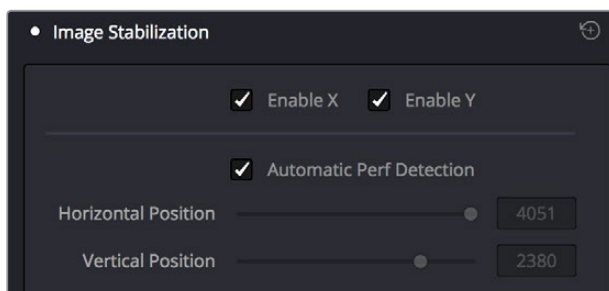 Image Stabilization
Enable X Enable Y
Automatic Perf Detection
Horizontal Position 4051
Vertical Position 2380